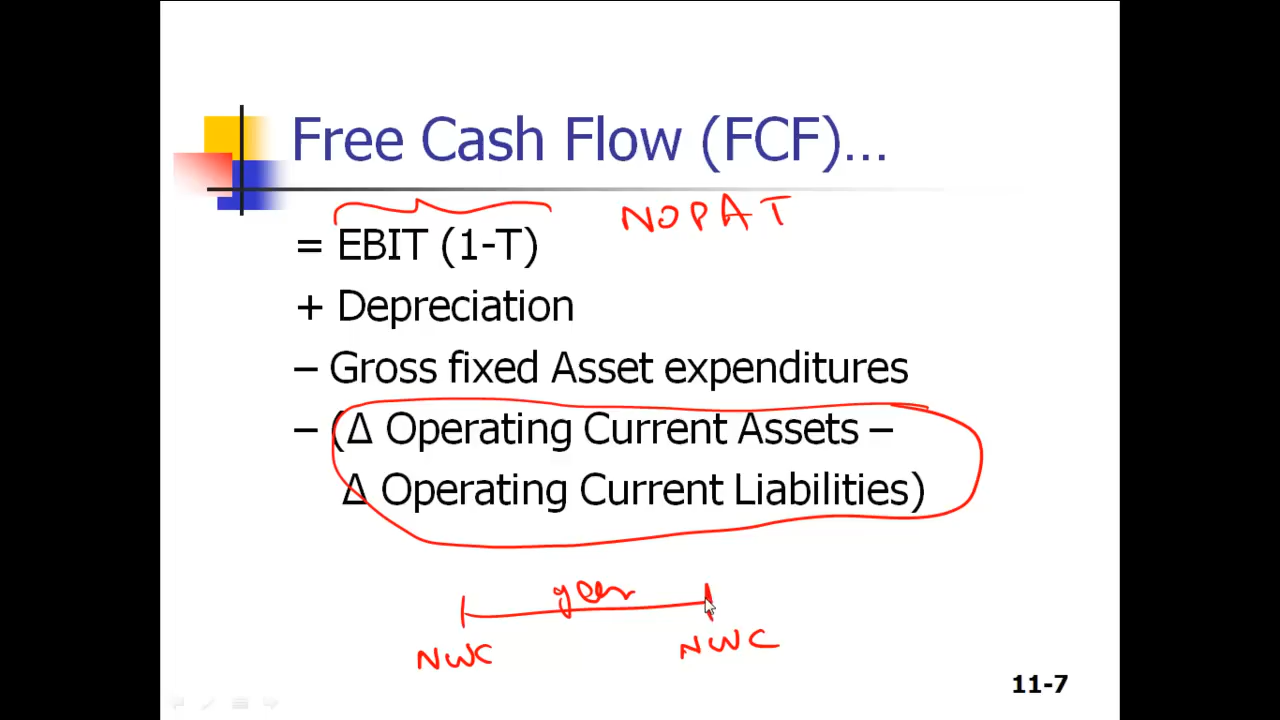 Free Cash Flow (FCF)...
NOPAT
= EBIT (1-T)
+ Depreciation
– Gross fixed Asset expenditures
– (Δ Operating Current Assets –
Δ Operating Current Liabilities)
year
NWC NWC
11-7